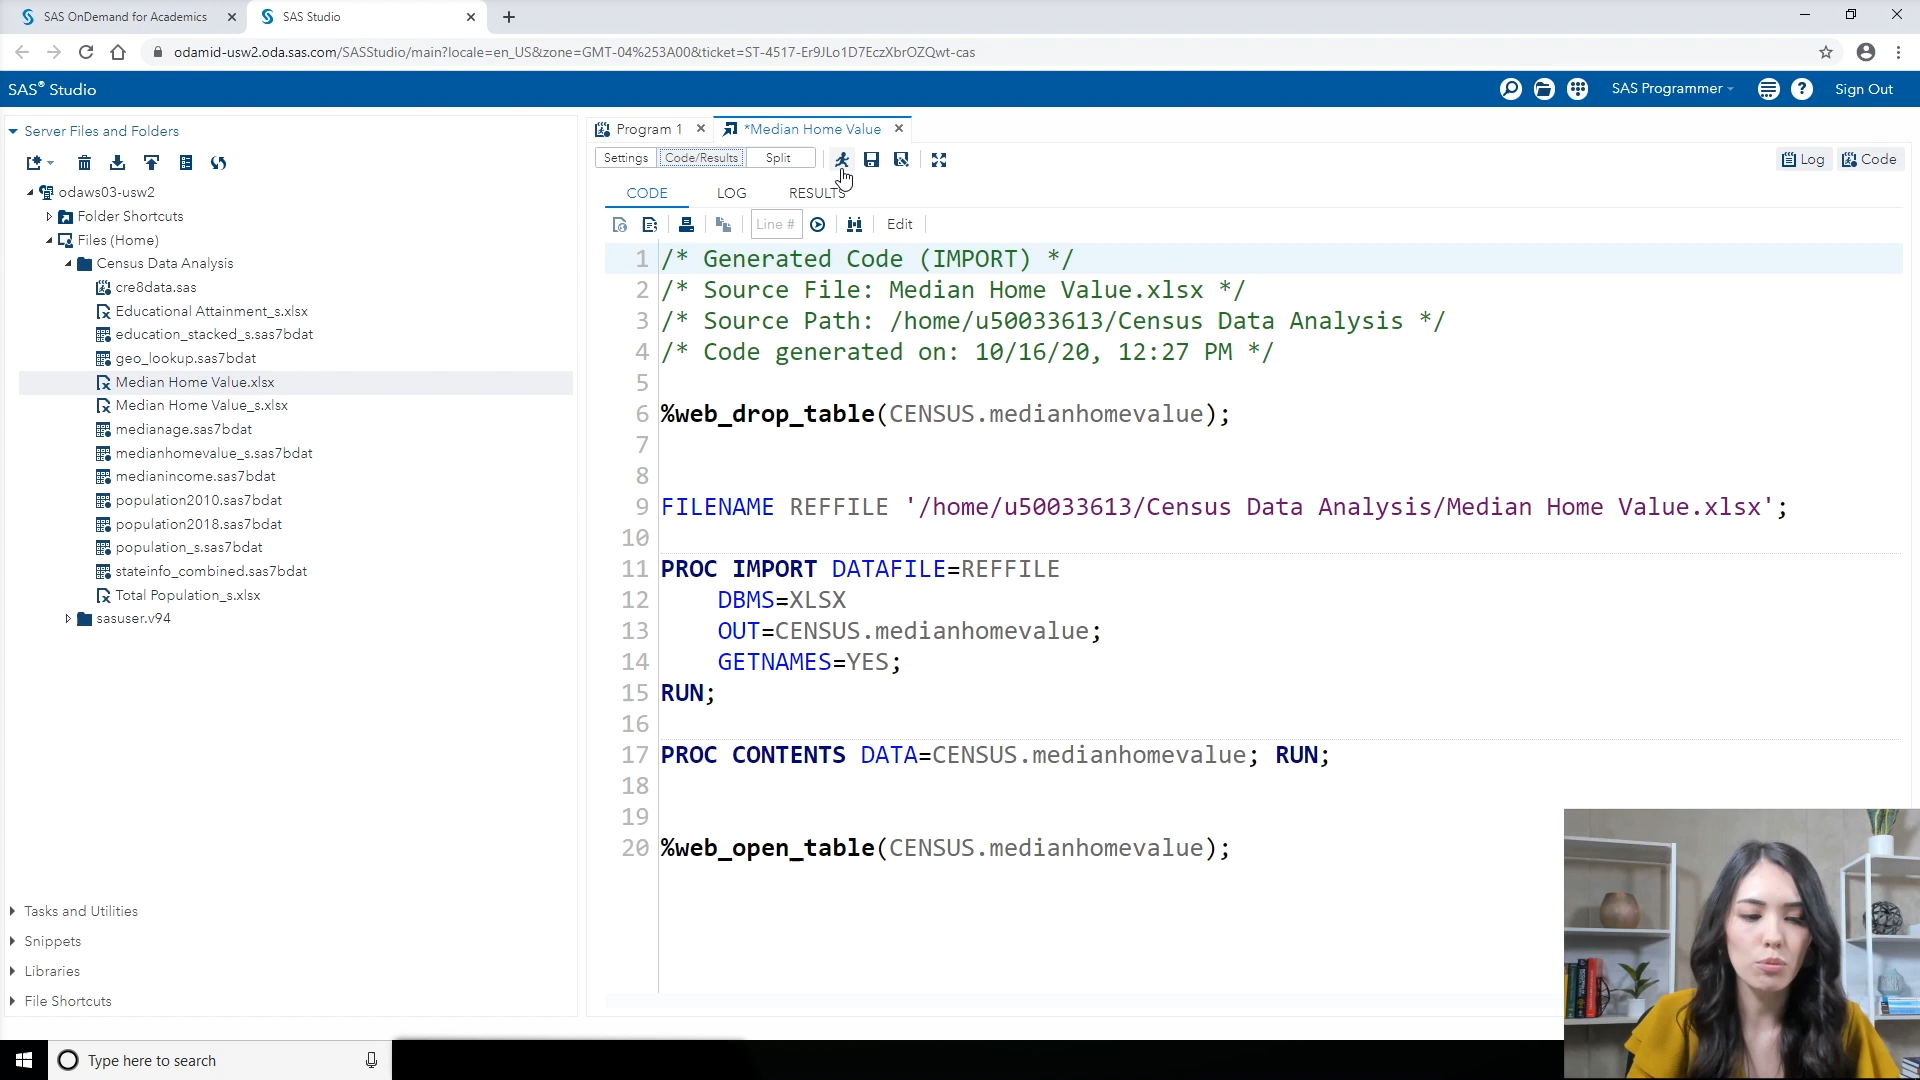 SAS OnDemand for Academics
SAS Studio
odamid-usw2.oda.sas.com/SASStudio/main?locale=en_US&zone=GMT-04%253A00&ticket=ST-4517-Er9JLo1D7EczXbrOZQwt-cas
SAS® Studio
SAS Programmer
Sign Out
Server Files and Folders
odaws03-usw2
Folder Shortcuts
Files (Home)
Census Data Analysis
cre8data.sas
Educational Attainment_s.xlsx
education_stacked_s.sas7bdat
geo_lookup.sas7bdat
Median Home Value.xlsx
Median Home Value_s.xlsx
medianage.sas7bdat
medianhomevalue_s.sas7bdat
medianincome.sas7bdat
population2010.sas7bdat
population2018.sas7bdat
population_s.sas7bdat
stateinfo_combined.sas7bdat
Total Population_s.xlsx
sasuser.v94
Tasks and Utilities
Snippets
Libraries
File Shortcuts
Program 1
*Median Home Value
Settings Code/Results Split
Log Code
CODE LOG RESULTS
Line # Edit
1 /* Generated Code (IMPORT) */
2 /* Source File: Median Home Value.xlsx */
3 /* Source Path: /home/u50033613/Census Data Analysis */
4 /* Code generated on: 10/16/20, 12:27 PM */
5
6 %web_drop_table(CENSUS.medianhomevalue);
7
8
9 FILENAME REFFILE '/home/u50033613/Census Data Analysis/Median Home Value.xlsx';
10
11 PROC IMPORT DATAFILE=REFFILE
12 DBMS=XLSX
13 OUT=CENSUS.medianhomevalue;
14 GETNAMES=YES;
15 RUN;
16
17 PROC CONTENTS DATA=CENSUS.medianhomevalue; RUN;
18
19
20 %web_open_table(CENSUS.medianhomevalue);
Type here to search